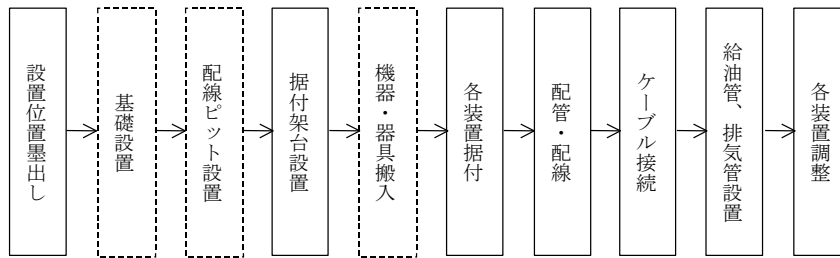 設置位置墨出し
基礎設置
配線ピット設置
据付架台設置
機器・器具搬入
各装置据付
配管・配線
ケーブル接続
給油管、排気管設置
各装置調整